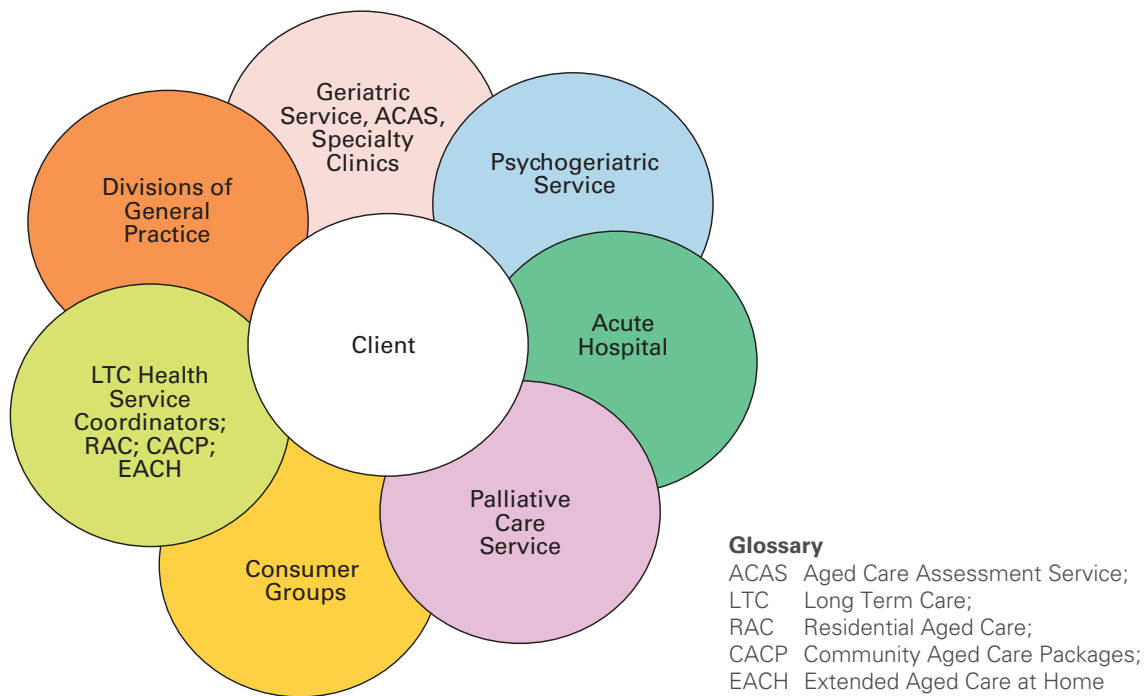 Geriatric
Service, ACAS,
Specialty
Clinics
Psychogeriatric
Service
Divisions of
General
Practice
Acute
Hospital
Client
LTC Health
Service
Coordinators;
RAC; CACP;
EACH
Palliative
Care
Service
Consumer
Groups
Glossary
ACAS Aged Care Assessment Service;
LTC Long Term Care;
RAC Residential Aged Care;
CACP Community Aged Care Packages;
EACH Extended Aged Care at Home